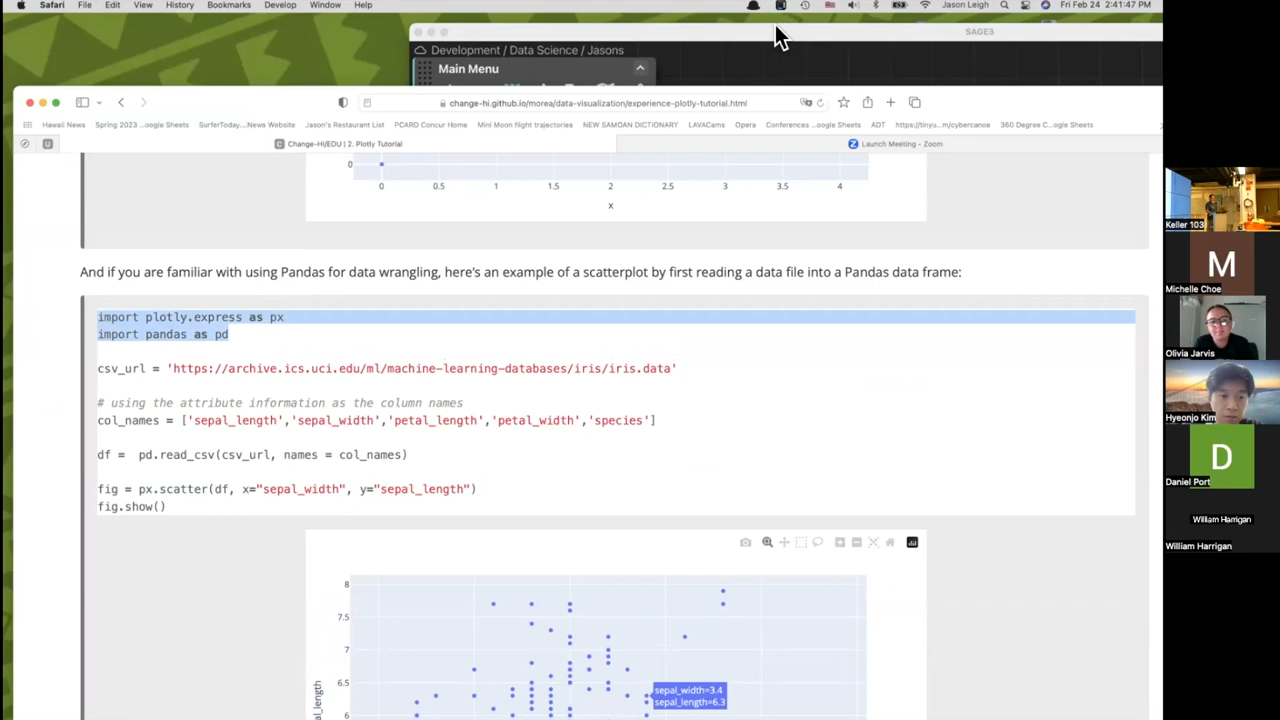 Safari File Edit View History Bookmarks Develop Window Help Jason Leigh Fri Feb 24 2:41:47 PM
SAGE3
Development / Data Science / Jasons
Main Menu
change-hi.github.io/morea/data-visualization/experience-plotly-tutorial.html
Hawaii News Spring 2023 ...oogle Sheets SurferToday....News Website Jason's Restaurant List PCARD Concur Home Mini Moon flight trajectories NEW SAMOAN DICTIONARY LAVACams Opera Conferences ...oogle Sheets ADT https://tinyu...m/cybercanoe 360 Degree C...ogle Sheets
U C Change-HI/EDU | 2. Plotly Tutorial Z Launch Meeting - Zoom
0
0 0.5 1 1.5 2 2.5 3 3.5 4
x
And if you are familiar with using Pandas for data wrangling, here's an example of a scatterplot by first reading a data file into a Pandas data frame:
import plotly.express as px
import pandas as pd
csv_url = 'https://archive.ics.uci.edu/ml/machine-learning-databases/iris/iris.data'
# using the attribute information as the column names
col_names = ['sepal_length','sepal_width','petal_length','petal_width','species']
df = pd.read_csv(csv_url, names = col_names)
fig = px.scatter(df, x="sepal_width", y="sepal_length")
fig.show()
8
7.5
7
6.5
6
al_length
sepal_width=3.4
sepal_length=6.3
Keller 103
M
Michelle Choe
Olivia Jarvis
Hyeonjo Kim
D
Daniel Port
William Harrigan
William Harrigan